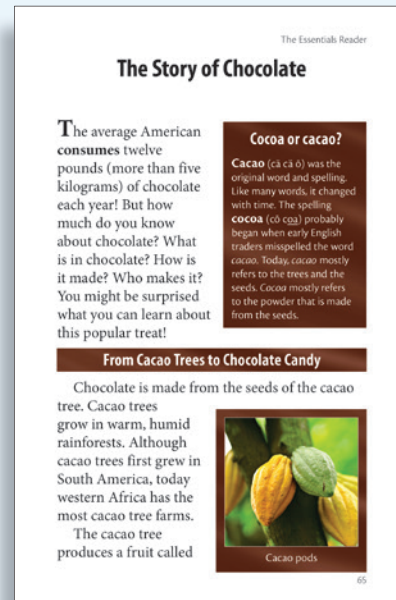 The Essentials Reader
The Story of Chocolate
The average American
consumes twelve
pounds (more than five
kilograms) of chocolate
each year! But how
much do you know
about chocolate? What
is in chocolate? How is
it made? Who makes it?
You might be surprised
what you can learn about
this popular treat!
Cocoa or cacao?
Cacao (cä cā ō) was the
original word and spelling.
Like many words, it changed
with time. The spelling
cocoa (cō coa) probably
began when early English
traders misspelled the word
cacao. Today, cacao mostly
refers to the trees and the
seeds. Cocoa mostly refers
to the powder that is made
from the seeds.
From Cacao Trees to Chocolate Candy
Chocolate is made from the seeds of the cacao
tree. Cacao trees
grow in warm, humid
rainforests. Although
cacao trees first grew in
South America, today
western Africa has the
most cacao tree farms.
The cacao tree
produces a fruit called
Cacao pods
65